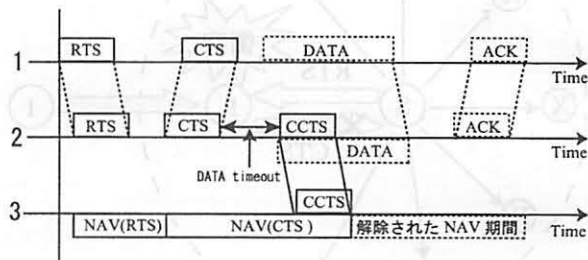 1 RTS CTS DATA ACK Time
2 RTS CTS CCTS DATA ACK Time
DATA timeout
CCTS
3 NAV(RTS) NAV(CTS) 解除された NAV 期間 Time